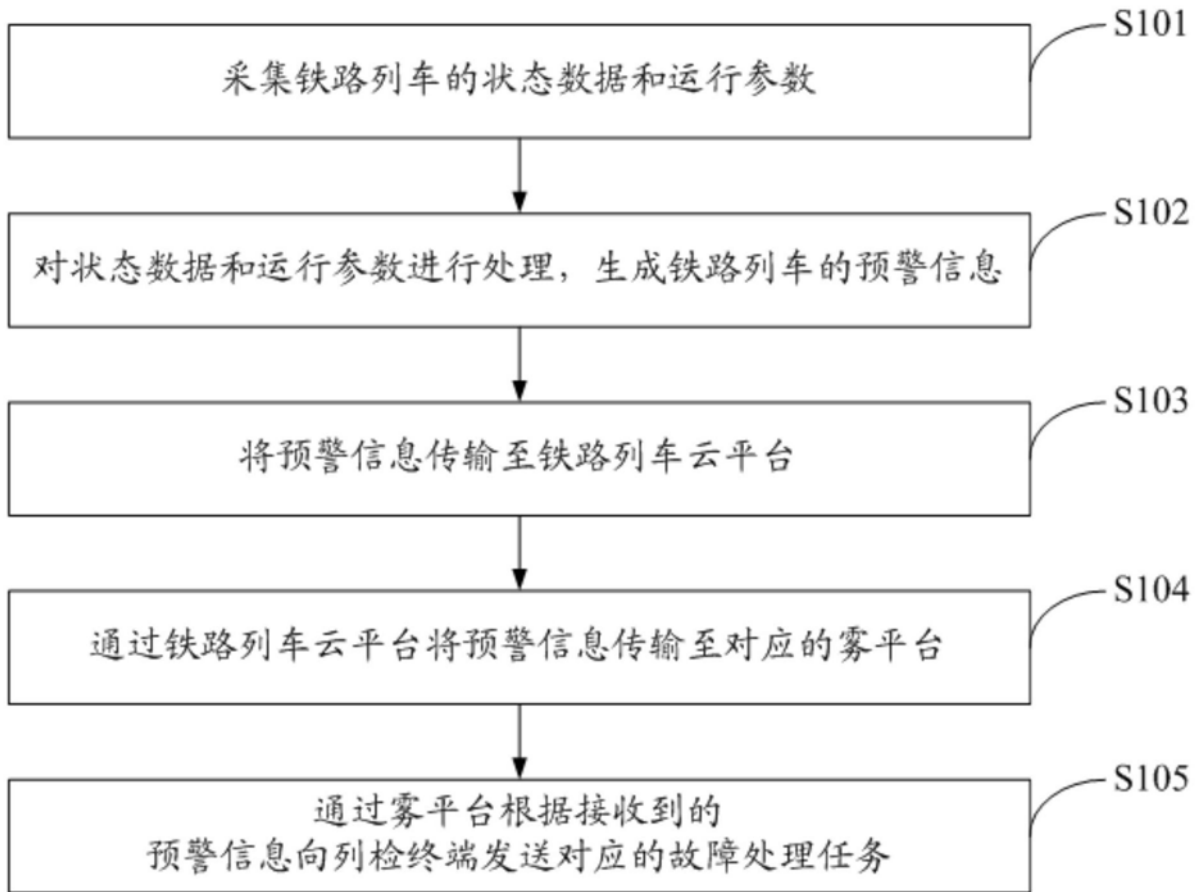 S101
采集铁路列车的状态数据和运行参数
S102
对状态数据和运行参数进行处理，生成铁路列车的预警信息
S103
将预警信息传输至铁路列车云平台
S104
通过铁路列车云平台将预警信息传输至对应的雾平台
S105
通过雾平台根据接收到的
预警信息向列检终端发送对应的故障处理任务